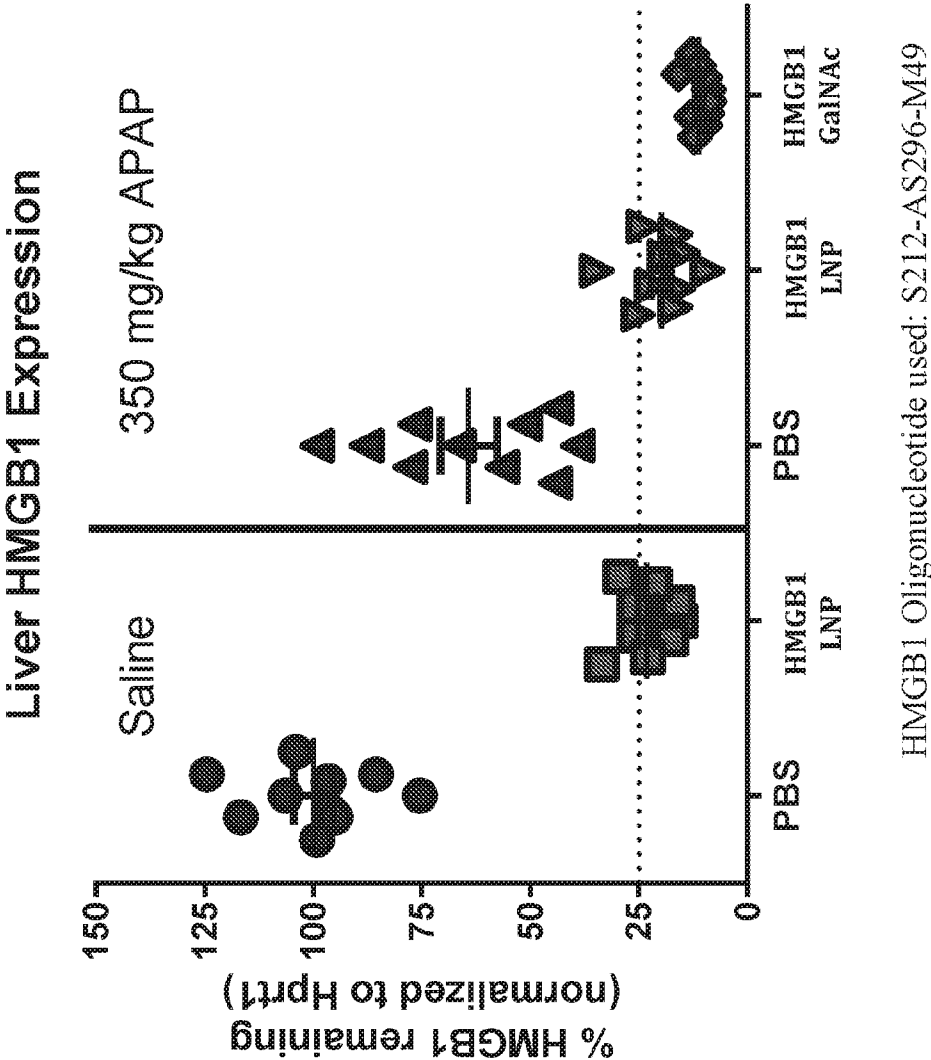 Liver HMGB1 Expression
Saline
350 mg/kg APAP
% HMGB1 remaining
(normalized to Hprt1)
150
125
100
75
50
25
0
PBS
HMGB1
LNP
PBS
HMGB1
LNP
HMGB1
GalNAc
HMGB1 Oligonucleotide used: S212-AS296-M49